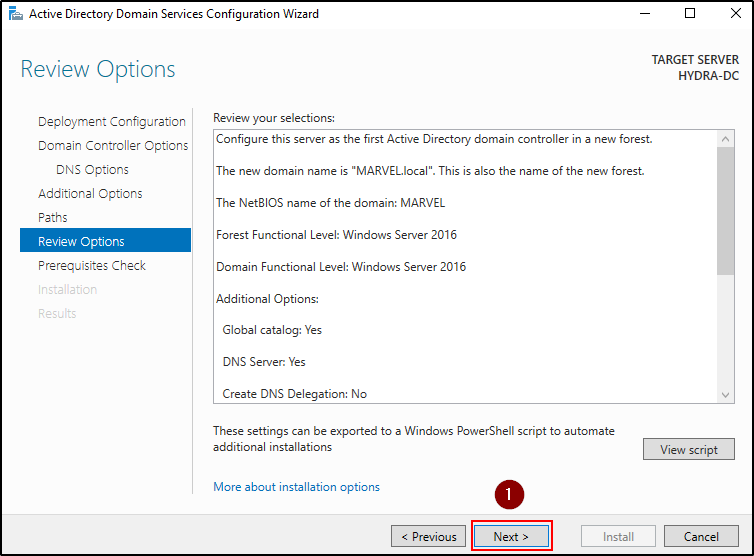 Active Directory Domain Services Configuration Wizard
Review Options
TARGET SERVER
HYDRA-DC
Deployment Configuration
Domain Controller Options
DNS Options
Additional Options
Paths
Review Options
Prerequisites Check
Installation
Results
Review your selections:
Configure this server as the first Active Directory domain controller in a new forest.
The new domain name is "MARVEL.local". This is also the name of the new forest.
The NetBIOS name of the domain: MARVEL
Forest Functional Level: Windows Server 2016
Domain Functional Level: Windows Server 2016
Additional Options:
Global catalog: Yes
DNS Server: Yes
Create DNS Delegation: No
These settings can be exported to a Windows PowerShell script to automate
additional installations
View script
More about installation options
1
< Previous
Next >
Install
Cancel